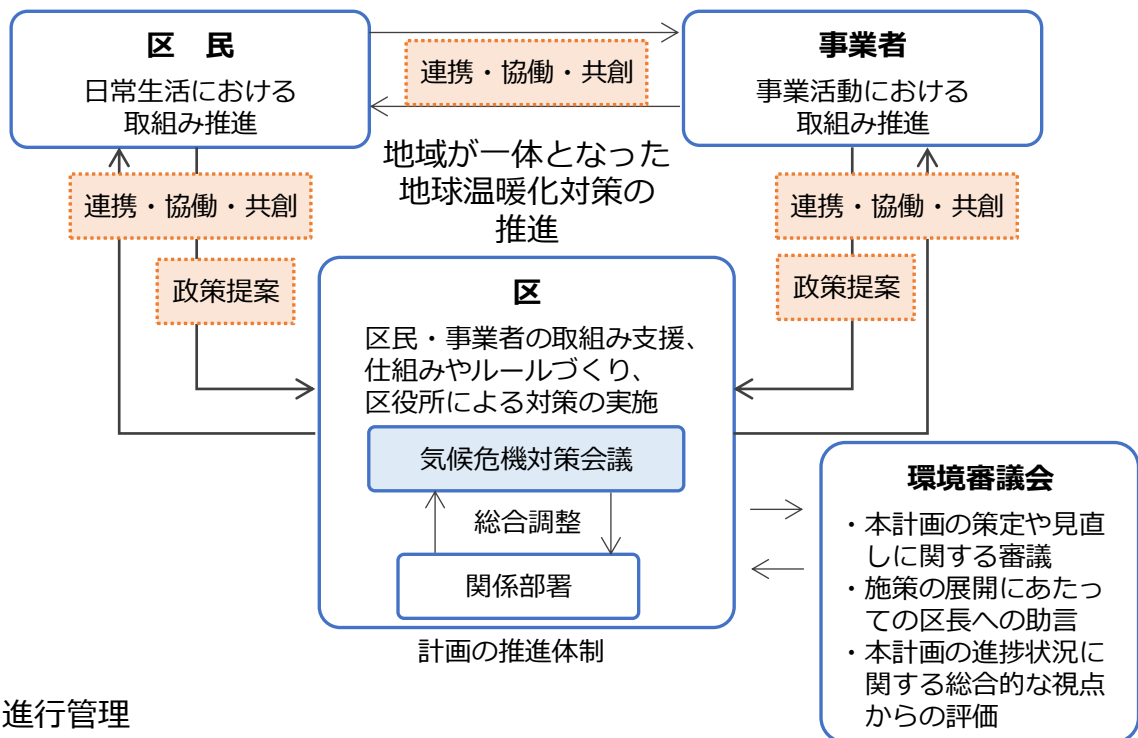 区　民
日常生活における
取組み推進
連携・協働・共創
事業者
事業活動における
取組み推進
地域が一体となった
地球温暖化対策の
推進
連携・協働・共創
政策提案
連携・協働・共創
政策提案
区
区民・事業者の取組み支援、
仕組みやルールづくり、
区役所による対策の実施
気候危機対策会議
総合調整
関係部署
計画の推進体制
環境審議会
・本計画の策定や見直
しに関する審議
・施策の展開にあたっ
ての区長への助言
・本計画の進捗状況に
関する総合的な視点
からの評価
進行管理